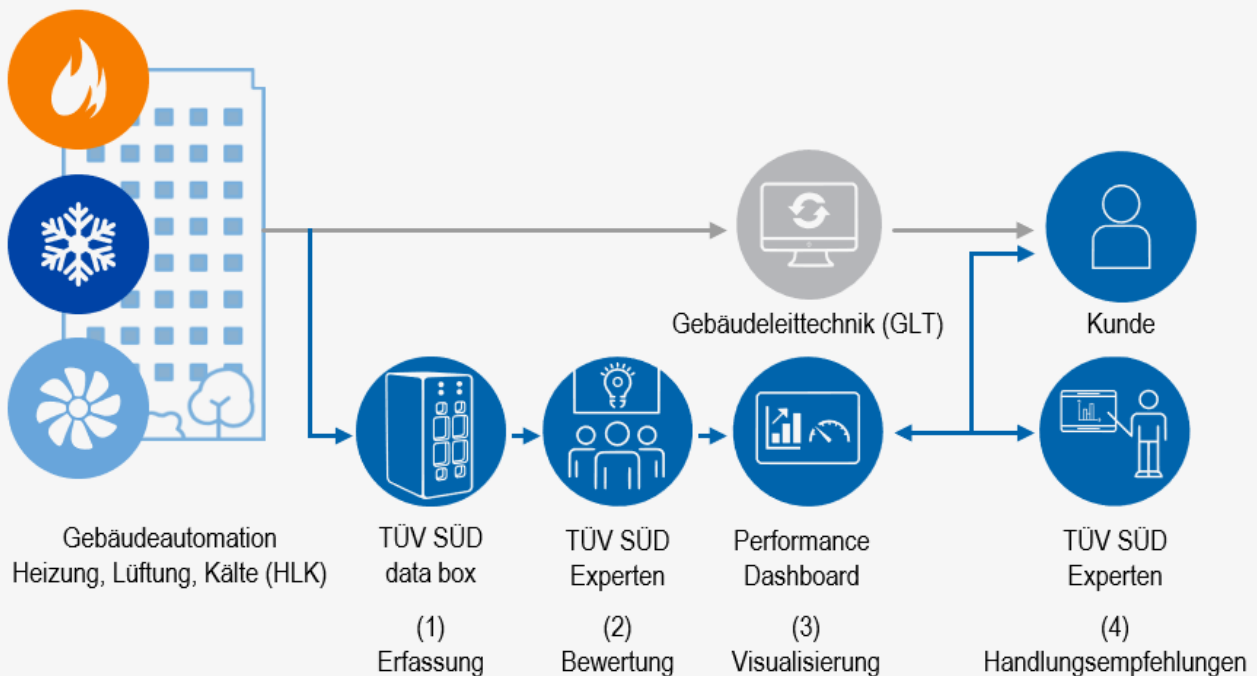 Gebäudeleittechnik (GLT)
Kunde
Gebäudeautomation
Heizung, Lüftung, Kälte (HLK)
TÜV SÜD
data box
(1)
Erfassung
TÜV SÜD
Experten
(2)
Bewertung
Performance
Dashboard
(3)
Visualisierung
TÜV SÜD
Experten
(4)
Handlungsempfehlungen